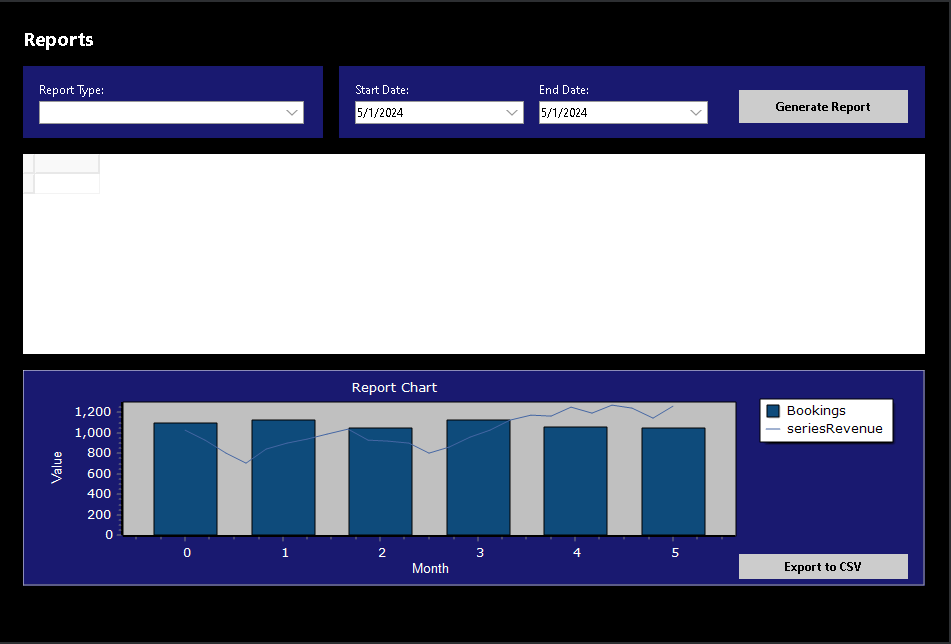 Reports
Report Type:
Start Date:
End Date:
5/1/2024
5/1/2024
Generate Report
Report Chart
1,200
1,000
800
600
400
200
0
Value
0 1 2 3 4 5
Month
Bookings
seriesRevenue
Export to CSV